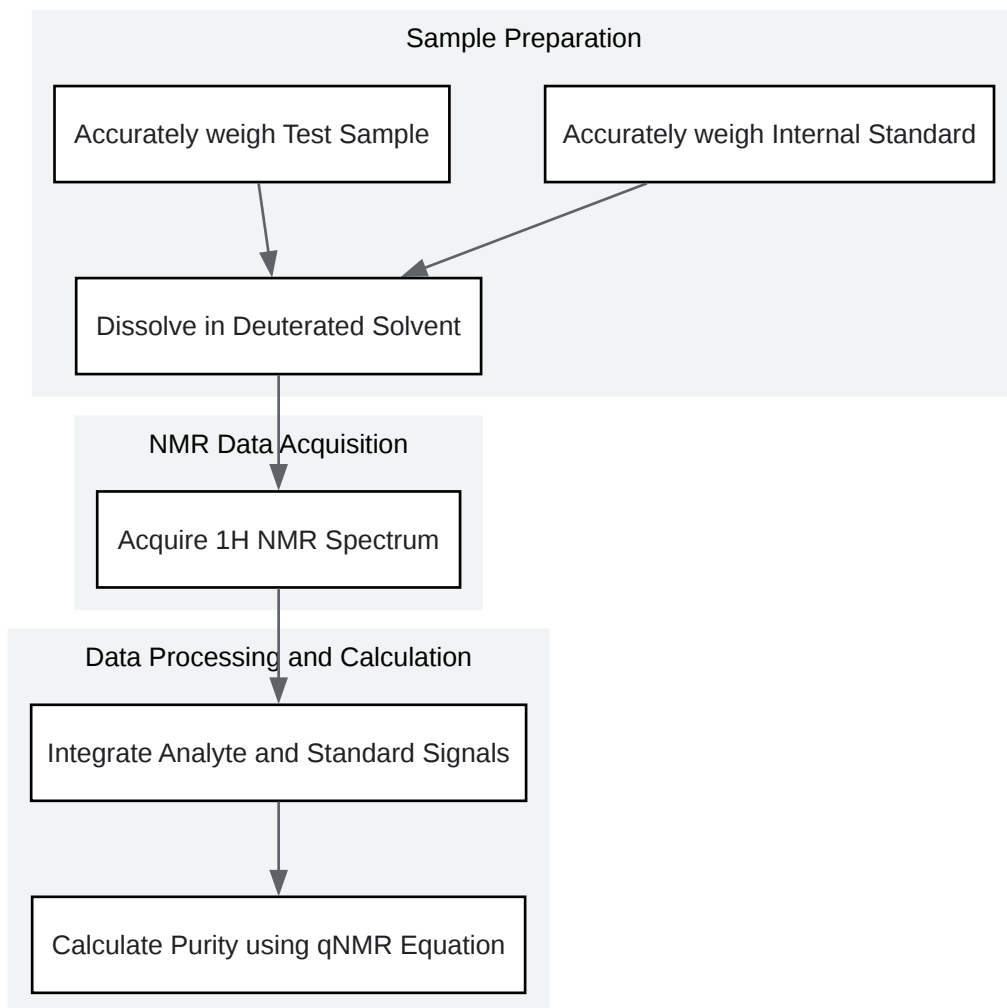 Sample Preparation
Accurately weigh Test Sample
Accurately weigh Internal Standard
Dissolve in Deuterated Solvent
NMR Data Acquisition
Acquire 1H NMR Spectrum
Data Processing and Calculation
Integrate Analyte and Standard Signals
Calculate Purity using qNMR Equation